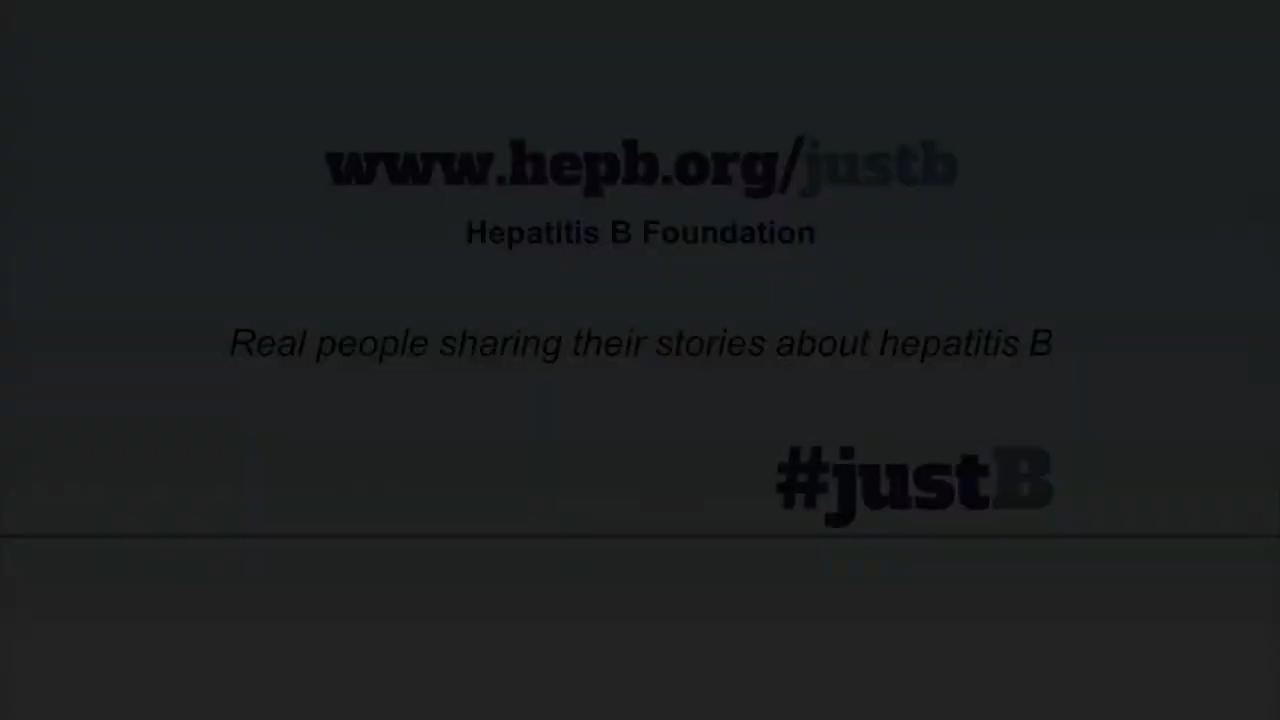 www.hepb.org/justb
Hepatitis B Foundation
Real people sharing their stories about hepatitis B
#justB